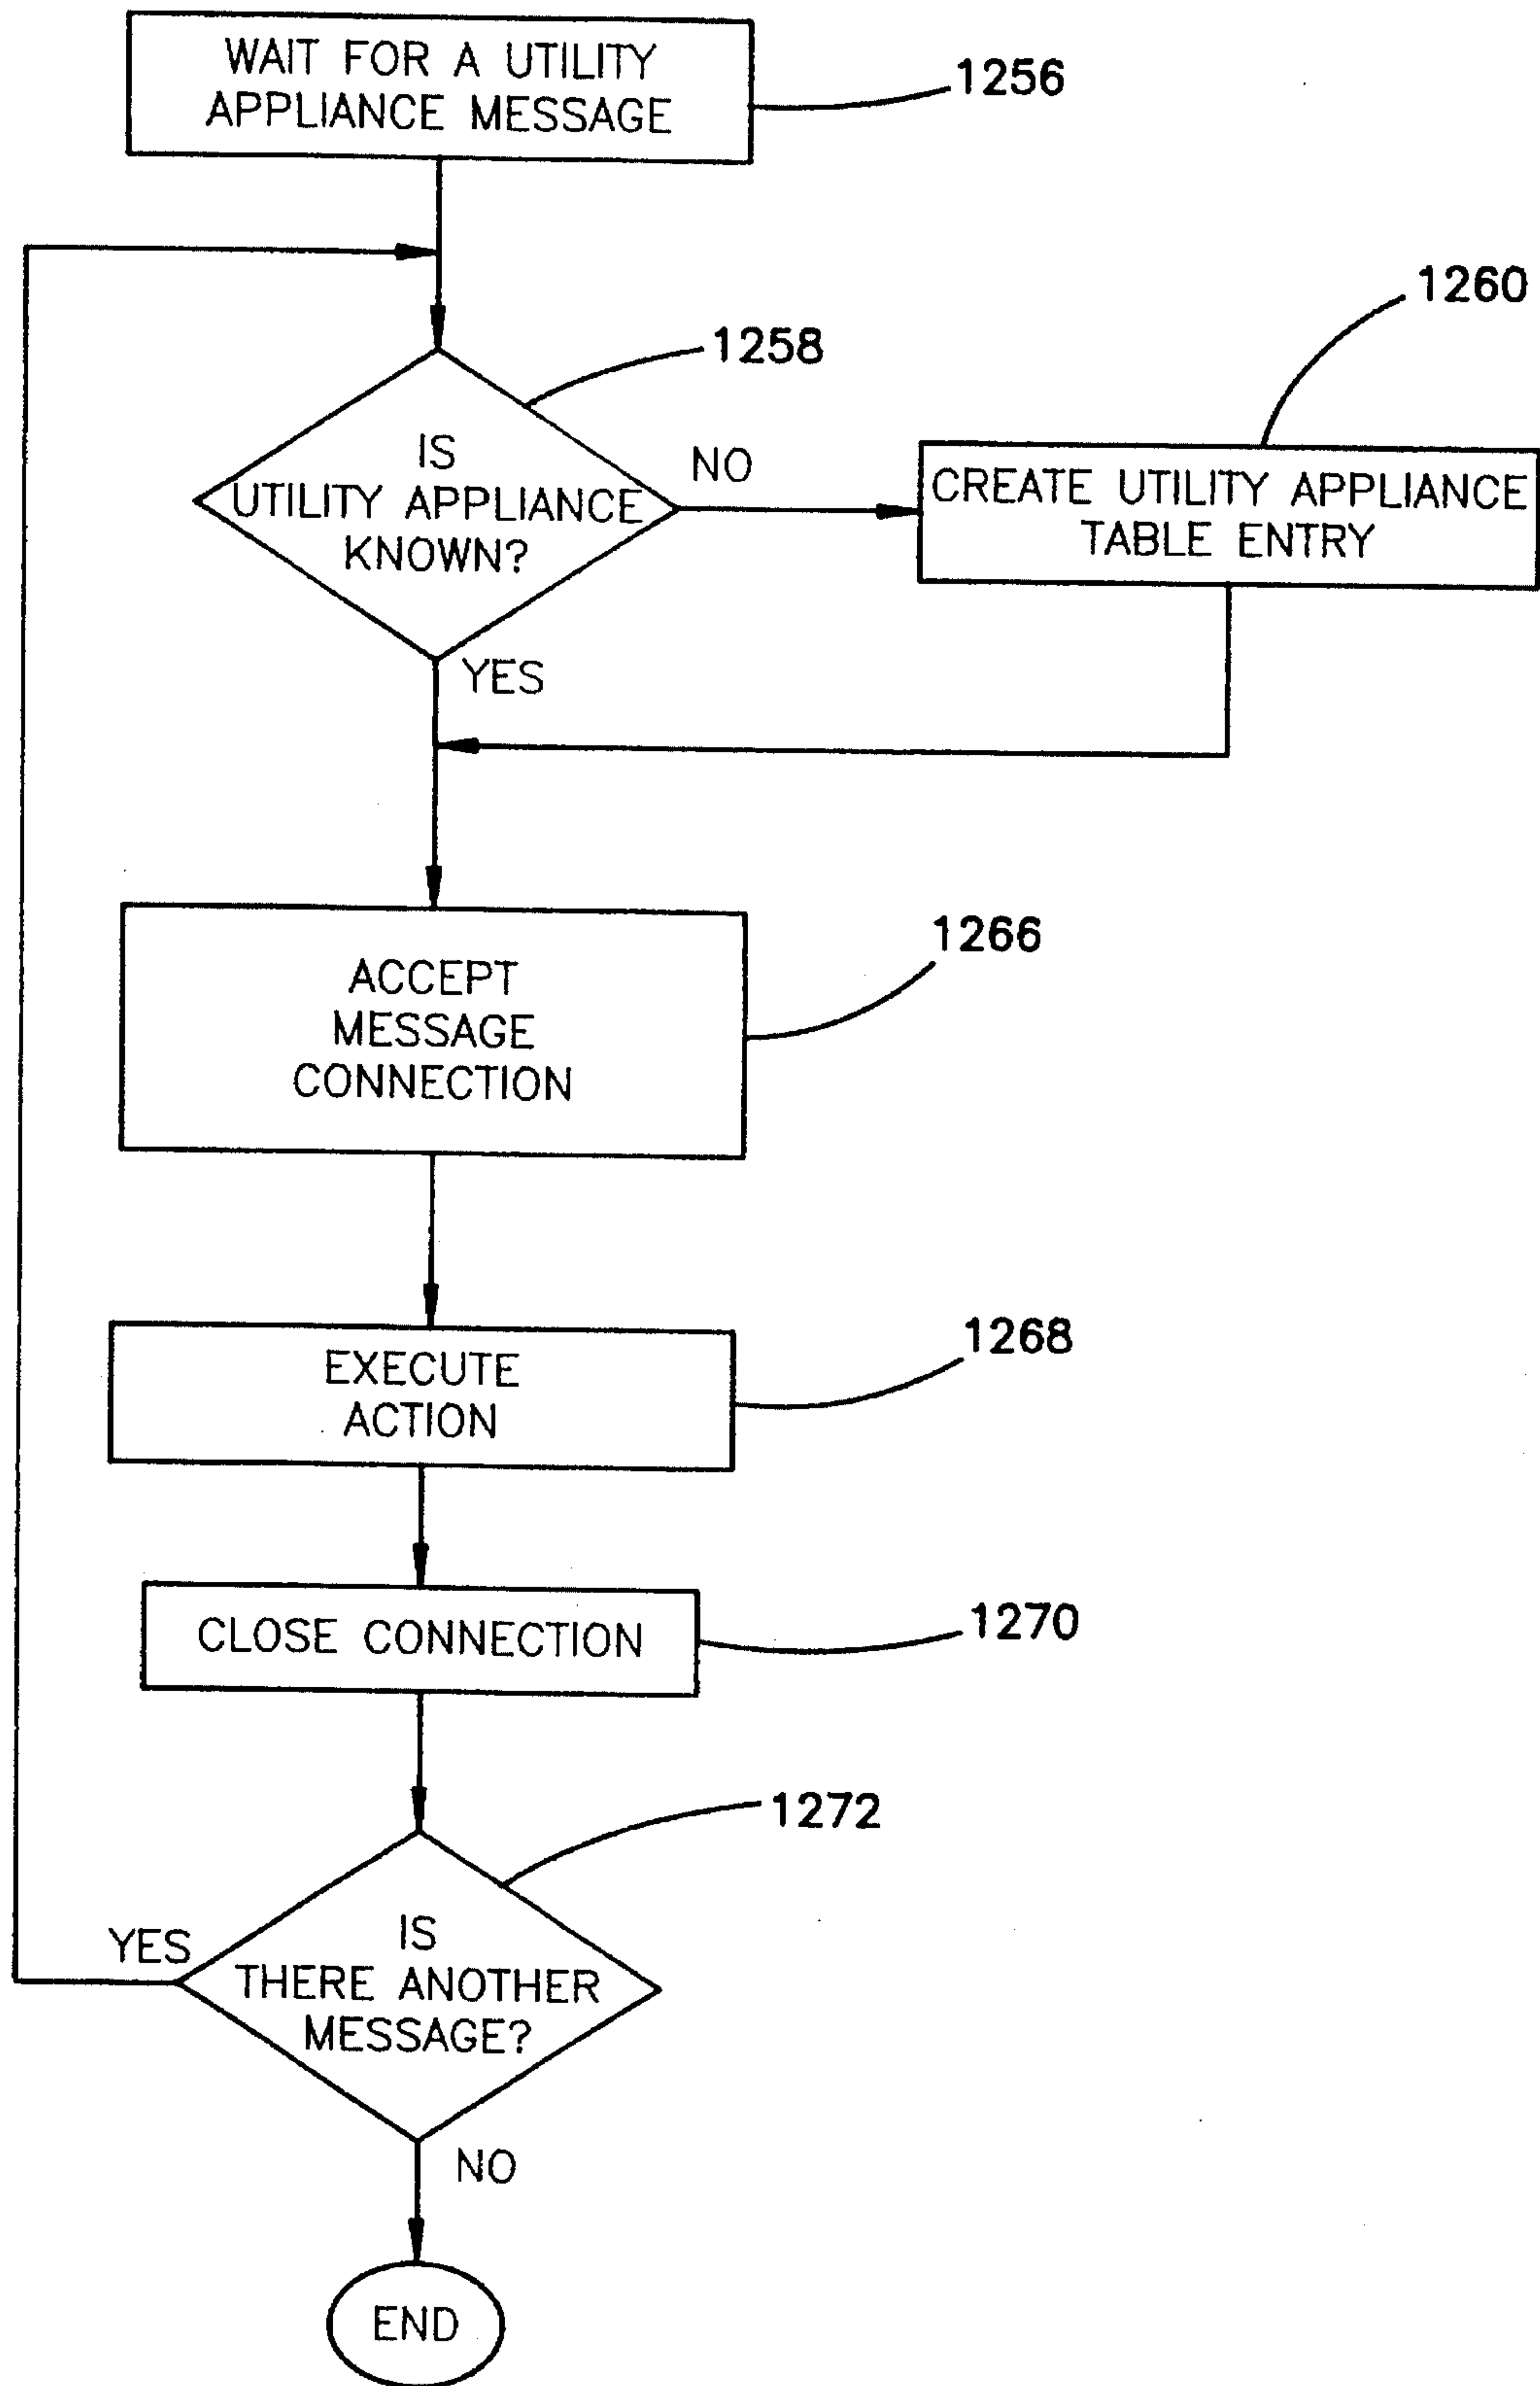 WAIT FOR A UTILITY
APPLIANCE MESSAGE
1256
1258
1260
IS
UTILITY APPLIANCE
KNOWN?
NO
CREATE UTILITY APPLIANCE
TABLE ENTRY
YES
ACCEPT
MESSAGE
CONNECTION
1266
EXECUTE
ACTION
1268
CLOSE CONNECTION
1270
1272
YES
IS
THERE ANOTHER
MESSAGE?
NO
END